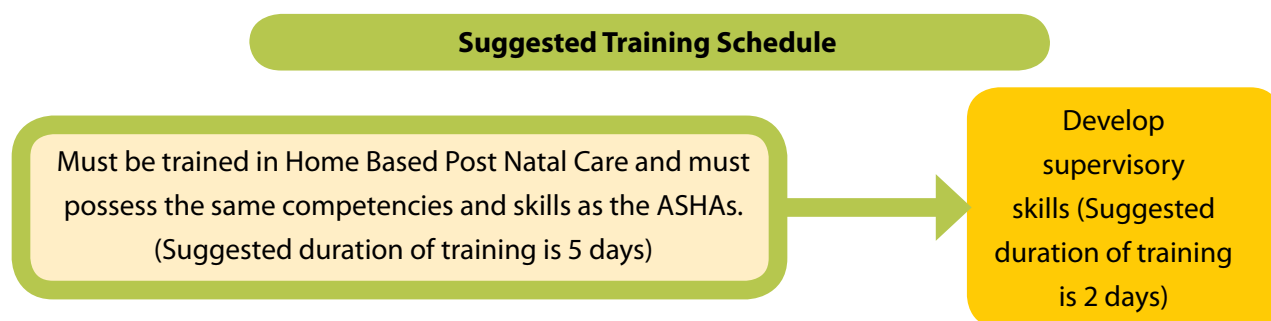 Suggested Training Schedule
Must be trained in Home Based Post Natal Care and must
possess the same competencies and skills as the ASHAs.
(Suggested duration of training is 5 days)
Develop
supervisory
skills (Suggested
duration of training
is 2 days)